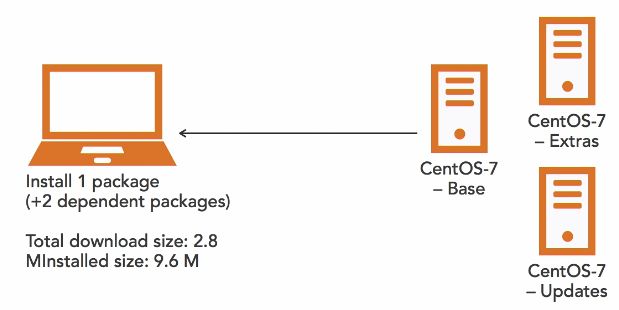 Install 1 package
(+2 dependent packages)
Total download size: 2.8
MInstalled size: 9.6 M
CentOS-7
– Base
CentOS-7
– Extras
CentOS-7
– Updates